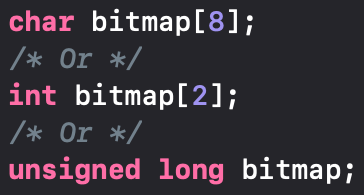 char bitmap[8];
/* Or */
int bitmap[2];
/* Or */
unsigned long bitmap;